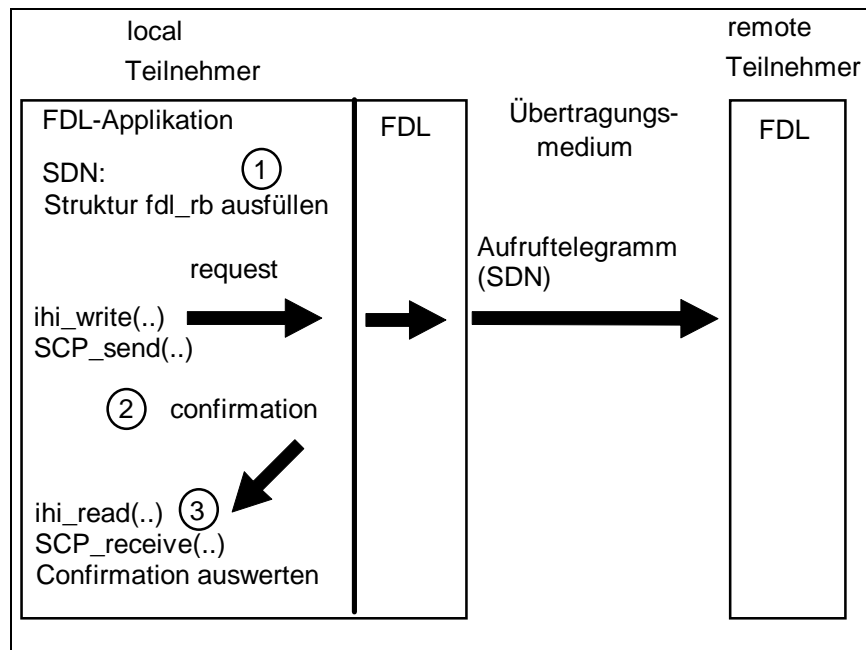 local
Teilnehmer
remote
Teilnehmer
FDL-Applikation
FDL
Übertragungs-
medium
FDL
SDN:
1
Struktur fdl_rb ausfüllen
request
Aufruftelegramm
(SDN)
ihi_write(..)
SCP_send(..)
2 confirmation
ihi_read(..) 3
SCP_receive(..)
Confirmation auswerten